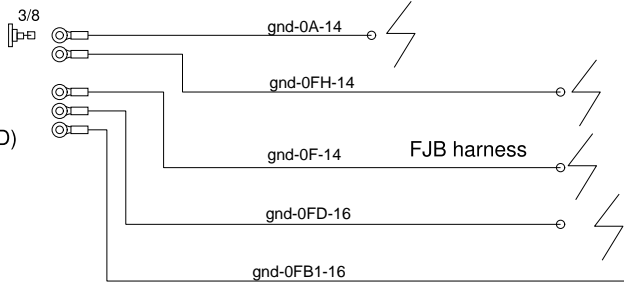 3/8
gnd-0A-14
gnd-0FH-14
D)
gnd-0F-14
FJB harness
gnd-0FD-16
gnd-0FB1-16